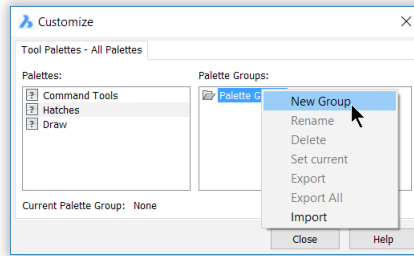 Customize
Tool Palettes - All Palettes
Palettes:
Palette Groups:
Command Tools
Hatches
Draw
Palette G
New Group
Rename
Delete
Set current
Export
Export All
Import
Current Palette Group: None
Close
Help